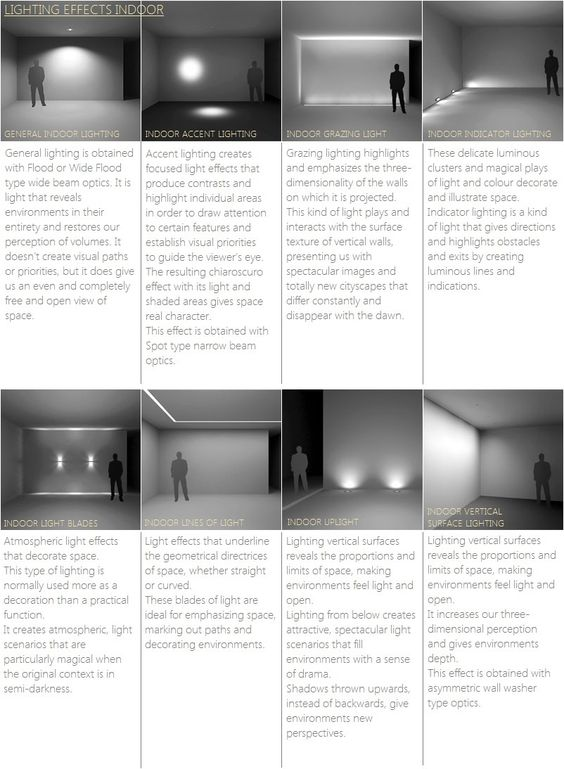 LIGHTING EFFECTS INDOOR
GENERAL INDOOR LIGHTING
General lighting is obtained
with Flood or Wide Flood
type wide beam optics. It is
light that reveals
environments in their
entirety and restores our
perception of volumes. It
doesn't create visual paths
or priorities, but it does give
us an even and completely
free and open view of
space.
INDOOR ACCENT LIGHTING
Accent lighting creates
focused light effects that
produce contrasts and
highlight individual areas
in order to draw attention
to certain features and
establish visual priorities
to guide the viewer's eye.
The resulting chiaroscuro
effect with its light and
shaded areas gives space
real character.
This effect is obtained with
Spot type narrow beam
optics.
INDOOR GRAZING LIGHT
Grazing lighting highlights
and emphasizes the three-
dimensionality of the walls
on which it is projected.
This kind of light plays and
interacts with the surface
texture of vertical walls,
presenting us with
spectacular images and
totally new cityscapes that
differ constantly and
disappear with the dawn.
INDOOR INDICATOR LIGHTING
These delicate luminous
clusters and magical plays
of light and colour decorate
and illustrate space.
Indicator lighting is a kind
of light that gives directions
and highlights obstacles
and exits by creating
luminous lines and
indications.
INDOOR LIGHT BLADES
Atmospheric light effects
that decorate space.
This type of lighting is
normally used more as a
decoration than a practical
function.
It creates atmospheric, light
scenarios that are
particularly magical when
the original context is in
semi-darkness.
INDOOR LINES OF LIGHT
Light effects that underline
the geometrical directrices
of space, whether straight
or curved.
These blades of light are
ideal for emphasizing space,
marking out paths and
decorating environments.
INDOOR UPLIGHT
Lighting vertical surfaces
reveals the proportions and
limits of space, making
environments feel light and
open.
Lighting from below creates
attractive, spectacular light
scenarios that fill
environments with a sense
of drama.
Shadows thrown upwards,
instead of backwards, give
environments new
perspectives.
INDOOR VERTICAL
SURFACE LIGHTING
Lighting vertical surfaces
reveals the proportions and
limits of space, making
environments feel light and
open.
It increases our three-
dimensional perception
and gives environments
depth.
This effect is obtained with
asymmetric wall washer
type optics.